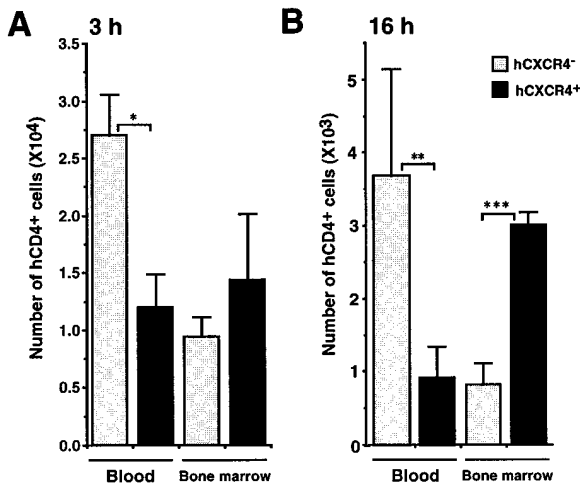 A 3 h
3.5
3.0
2.5
3.0
1.5
1.0
0.5
0.0
Number of hCD4+ cells (X10⁴)
*
Blood
Bone marrow
B 16 h
5
4
3
2
1
0
Number of hCD4+ cells (X10³)
hCXCR4⁻
hCXCR4⁺
**
***
Blood
Bone marrow